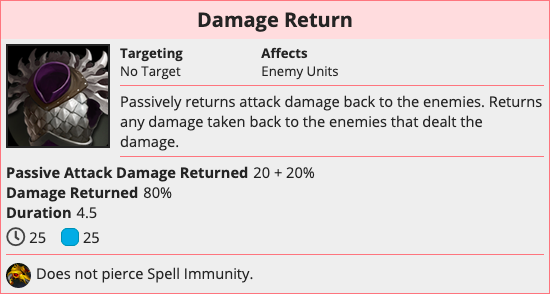 Damage Return
Targeting
No Target
Affects
Enemy Units
Passively returns attack damage back to the enemies. Returns
any damage taken back to the enemies that dealt the
damage.
Passive Attack Damage Returned 20 + 20%
Damage Returned 80%
Duration 4.5
25 25
Does not pierce Spell Immunity.